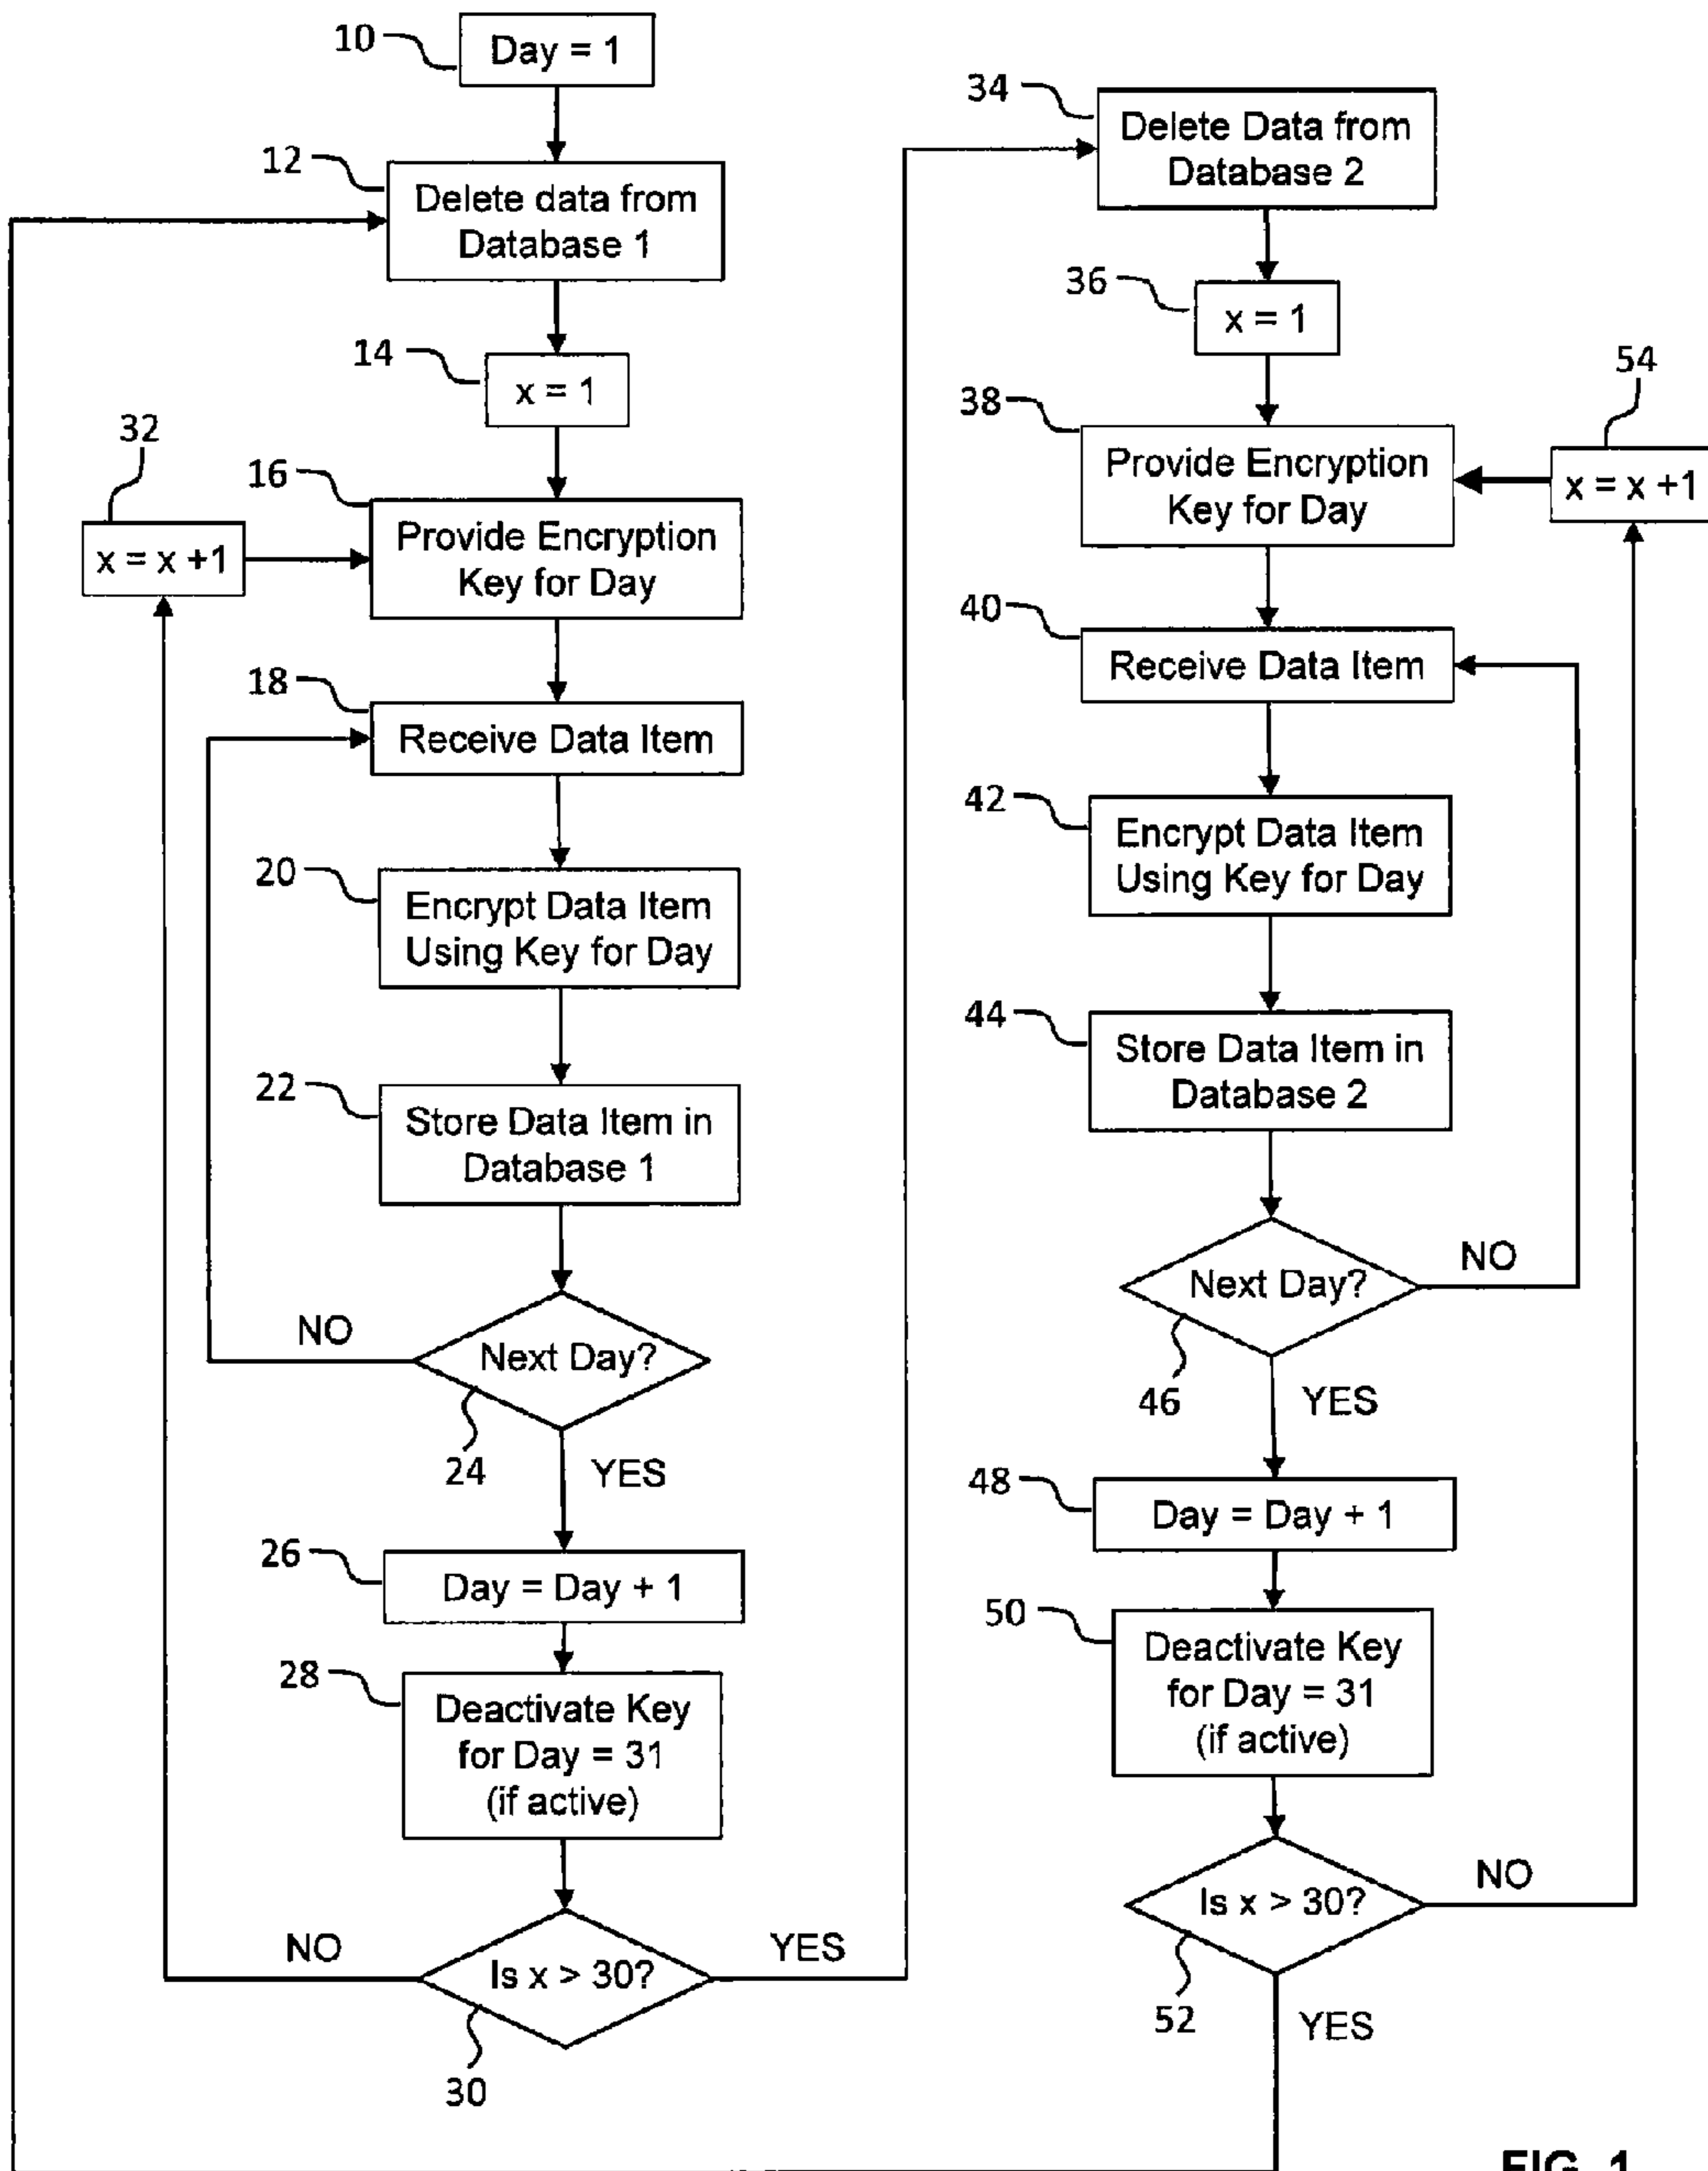 10
Day = 1
12
Delete data from
Database 1
14
x = 1
32
x = x +1
16
Provide Encryption
Key for Day
18
Receive Data Item
20
Encrypt Data Item
Using Key for Day
22
Store Data Item in
Database 1
NO
Next Day?
24
YES
26
Day = Day + 1
28
Deactivate Key
for Day = 31
(if active)
NO
Is x > 30?
YES
30
34
Delete Data from
Database 2
36
x = 1
54
x = x +1
38
Provide Encryption
Key for Day
40
Receive Data Item
42
Encrypt Data Item
Using Key for Day
44
Store Data Item in
Database 2
Next Day?
NO
46
YES
48
Day = Day + 1
50
Deactivate Key
for Day = 31
(if active)
Is x > 30?
NO
52
YES
FIG. 1